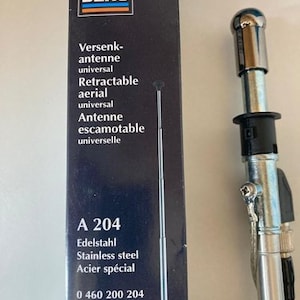 Versenk-
antenne
universal
Retractable
aerial
universal
Antenne
escamotable
universelle
A 204
Edelstahl
Stainless steel
Acier spécial
0 460 200 204